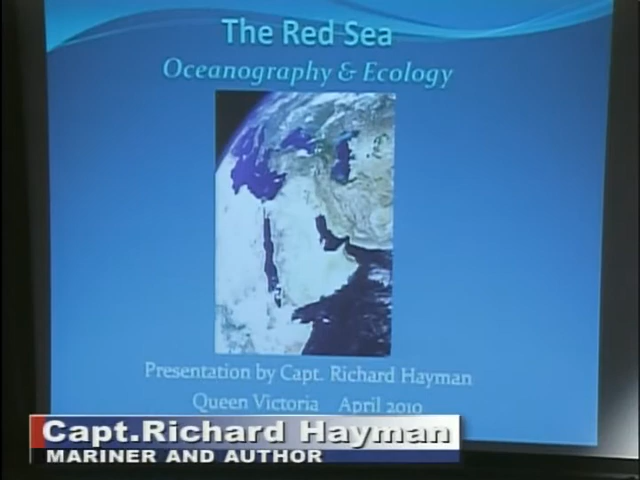 The Red Sea
Oceanography & Ecology
Presentation by Capt. Richard Hayman
Queen Victoria April 2010
Capt.Richard Hayman
MARINER AND AUTHOR